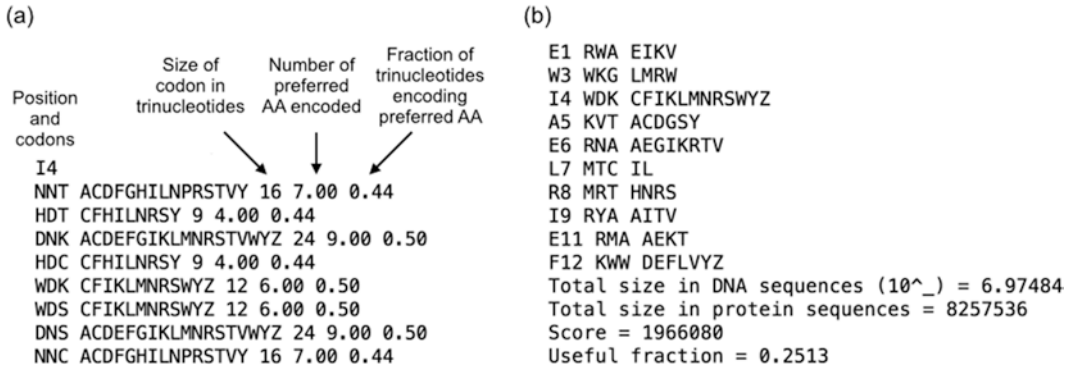 (a)
Position
and
codons
Size of
codon in
trinucleotides
Number of
preferred
AA encoded
Fraction of
trinucleotides
encoding
preferred AA
I4
NNT ACDFGHILNPRSTVY 16 7.00 0.44
HDT CFHILNRSY 9 4.00 0.44
DNK ACDEFGIKLMNRSTVWYZ 24 9.00 0.50
HDC CFHILNRSY 9 4.00 0.44
WDK CFIKLMNRSWYZ 12 6.00 0.50
WDS CFIKLMNRSWYZ 12 6.00 0.50
DNS ACDEFGIKLMNRSTVWYZ 24 9.00 0.50
NNC ACDFGHILNPRSTVY 16 7.00 0.44
(b)
E1 RWA EIKV
W3 WKG LMRW
I4 WDK CFIKLMNRSWYZ
A5 KVT ACDGSY
E6 RNA AEGIKRTV
L7 MTC IL
R8 MRT HNRS
I9 RYA AITV
E11 RMA AEKT
F12 KWW DEFLVYZ
Total size in DNA sequences (10^_) = 6.97484
Total size in protein sequences = 8257536
Score = 1966080
Useful fraction = 0.2513